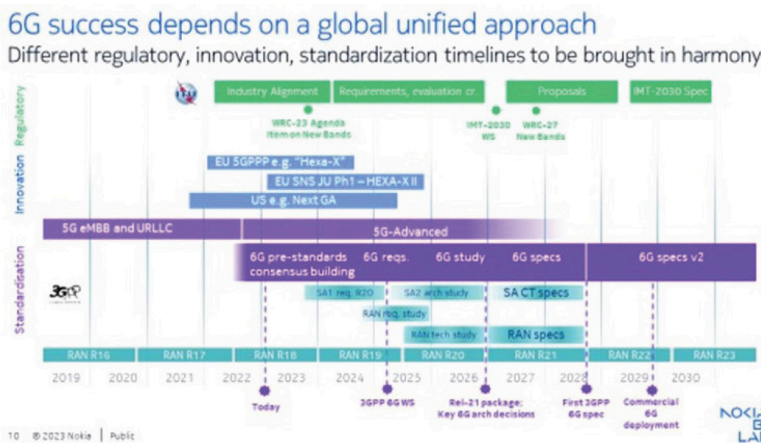 6G success depends on a global unified approach
Different regulatory, innovation, standardization timelines to be brought in harmony
Regulatory
Industry Alignment
Requirements, evaluation cr.
Proposals
IMT-2030 Spec
WRC-23 Agenda
Item on New Bands
IMT-2030
WS
WRC-27
New Bands
Innovation
EU 5GPPP e.g. "Hexa-X"
EU SNS JU Ph1 – HEXA-X II
US e.g. Next GA
Standardisation
5G eMBB and URLLC
5G-Advanced
6G pre-standards
consensus building
6G reqs.
6G study
6G specs
6G specs v2
3GPP
SA1 req. R20
SA2 arch study
SA CT specs
RAN req. study
RAN tech study
RAN specs
RAN R16
RAN R17
RAN R18
RAN R19
RAN R20
RAN R21
RAN R22
RAN R23
2019
2020
2021
2022
2023
2024
2025
2026
2027
2028
2029
2030
Today
3GPP 6G WS
Rel-21 package:
Key 6G arch decisions
First 3GPP
6G spec
Commercial
6G
deployment
10 © 2023 Nokia | Public
NOKIA